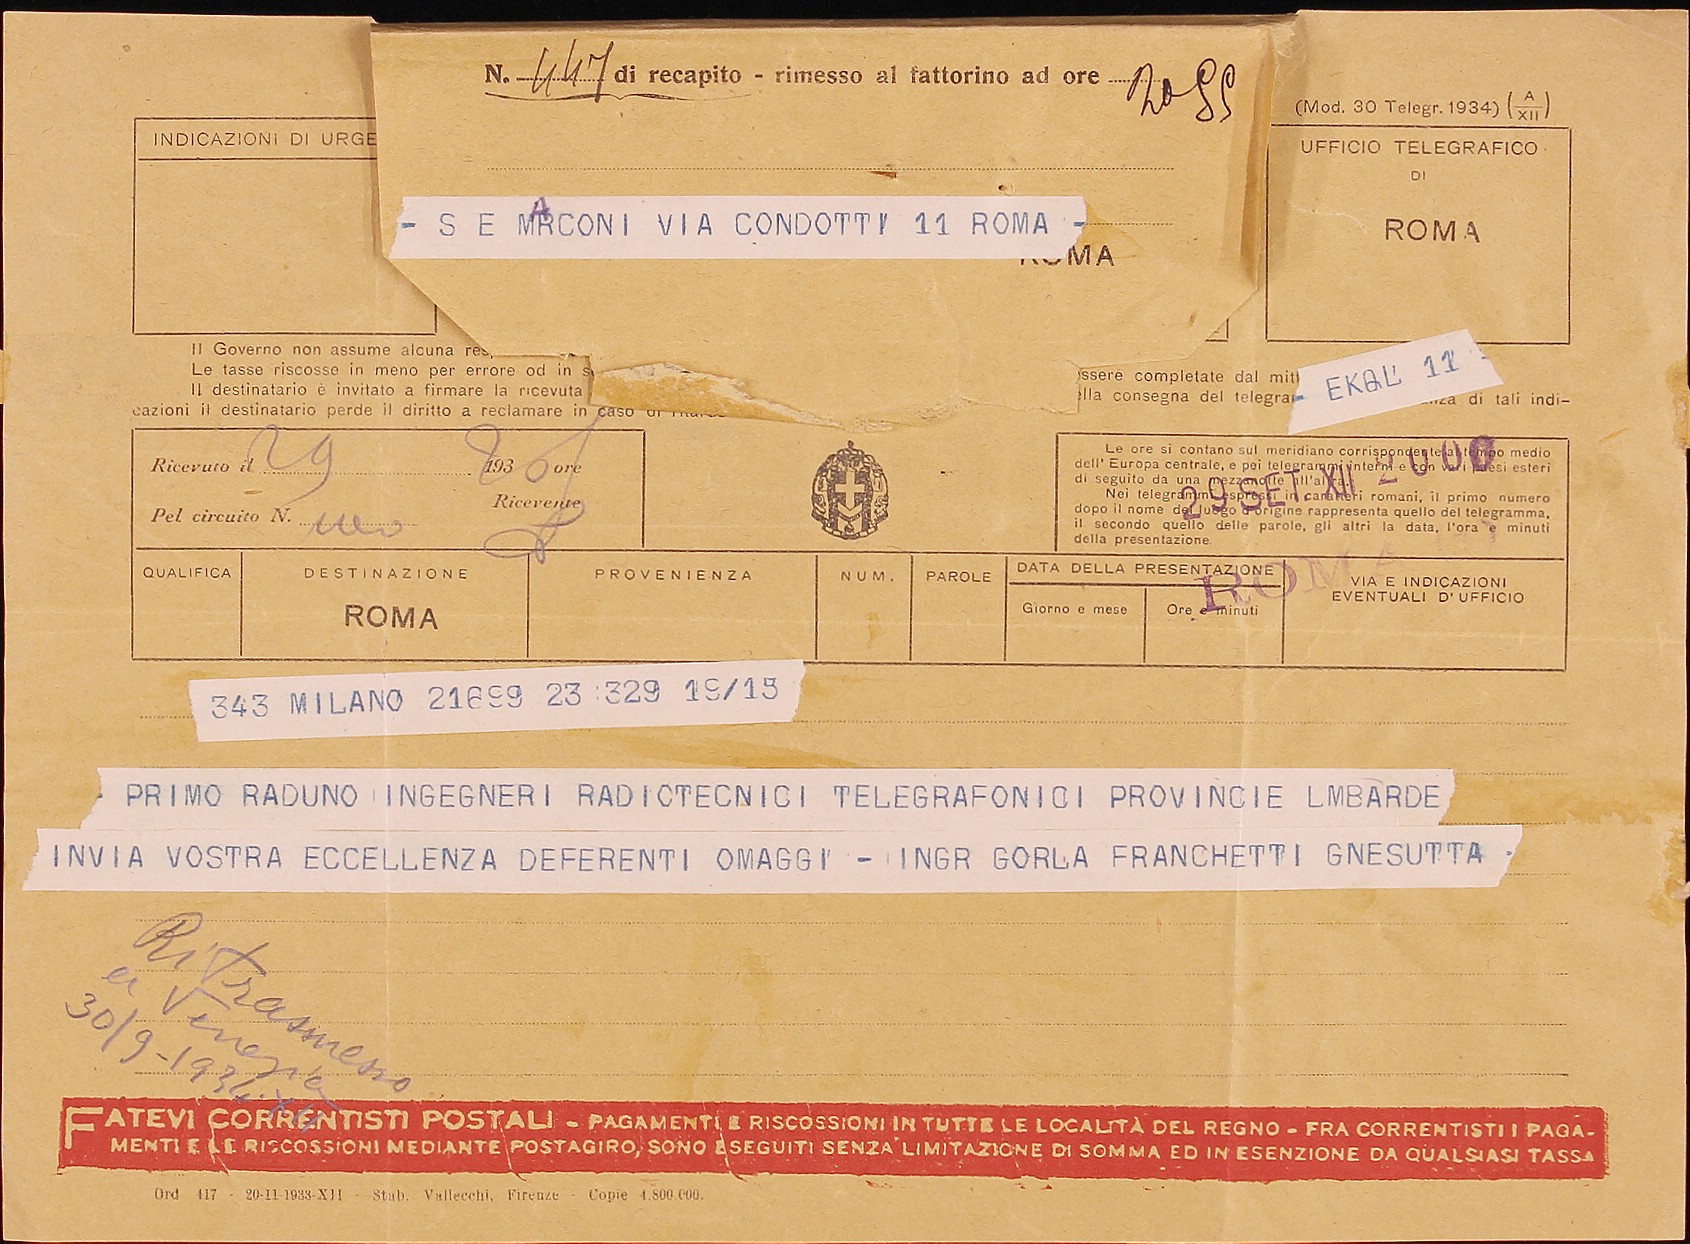 N. 447 di recapito - rimesso al fattorino ad ore 20 55
(Mod. 30 Telegr. 1934) (A/XII)
INDICAZIONI DI URGE
UFFICIO TELEGRAFICO
DI
ROMA
- S E MARCONI VIA CONDOTTI 11 ROMA -
ROMA
Il Governo non assume alcuna
Le tasse riscosse in meno per errore od in
Il destinatario è invitato a firmare la ricevuta
cazioni il destinatario perde il diritto a reclamare in caso di
essere completate dal
ella consegna del
di tali indi-
- EKAL 11 -
Ricevuto il 29 193 ore
Pel circuito N. Ricevente
Le ore si contano sul meridiano corrispondente al tempo medio
dell' Europa centrale, e pei telegrammi interni e con vari paesi esteri
di seguito da una mezzanotte all'altra.
Nei telegrammi espressi in caratteri romani, il primo numero
dopo il nome del luogo d'origine rappresenta quello del telegramma,
il secondo quello delle parole, gli altri la data, l'ora e minuti
della presentazione.
29 SET XII 2000
ROMA
QUALIFICA
DESTINAZIONE
PROVENIENZA
NUM.
PAROLE
DATA DELLA PRESENTAZIONE
Giorno e mese
Ore e minuti
VIA E INDICAZIONI
EVENTUALI D'UFFICIO
ROMA
343 MILANO 21699 23 329 19/15
- PRIMO RADUNO INGEGNERI RADIOTECNICI TELEGRAFONICI PROVINCIE LMBARDE
INVIA VOSTRA ECCELLENZA DEFERENTI OMAGGI - INGR GORLA FRANCHETTI GNESUTTA -
Ritrasmesso
a Venezia
30/9-1934 XII
FATEVI CORRENTISTI POSTALI - PAGAMENTI E RISCOSSIONI IN TUTTE LE LOCALITÀ DEL REGNO - FRA CORRENTISTI I PAGA-
MENTI E LE RISCOSSIONI MEDIANTE POSTAGIRO, SONO ESEGUITI SENZA LIMITAZIONE DI SOMMA ED IN ESENZIONE DA QUALSIASI TASSA
Ord 417 - 20-11-1933-XII - Stab. Vallecchi, Firenze - Copie 4.800.000.